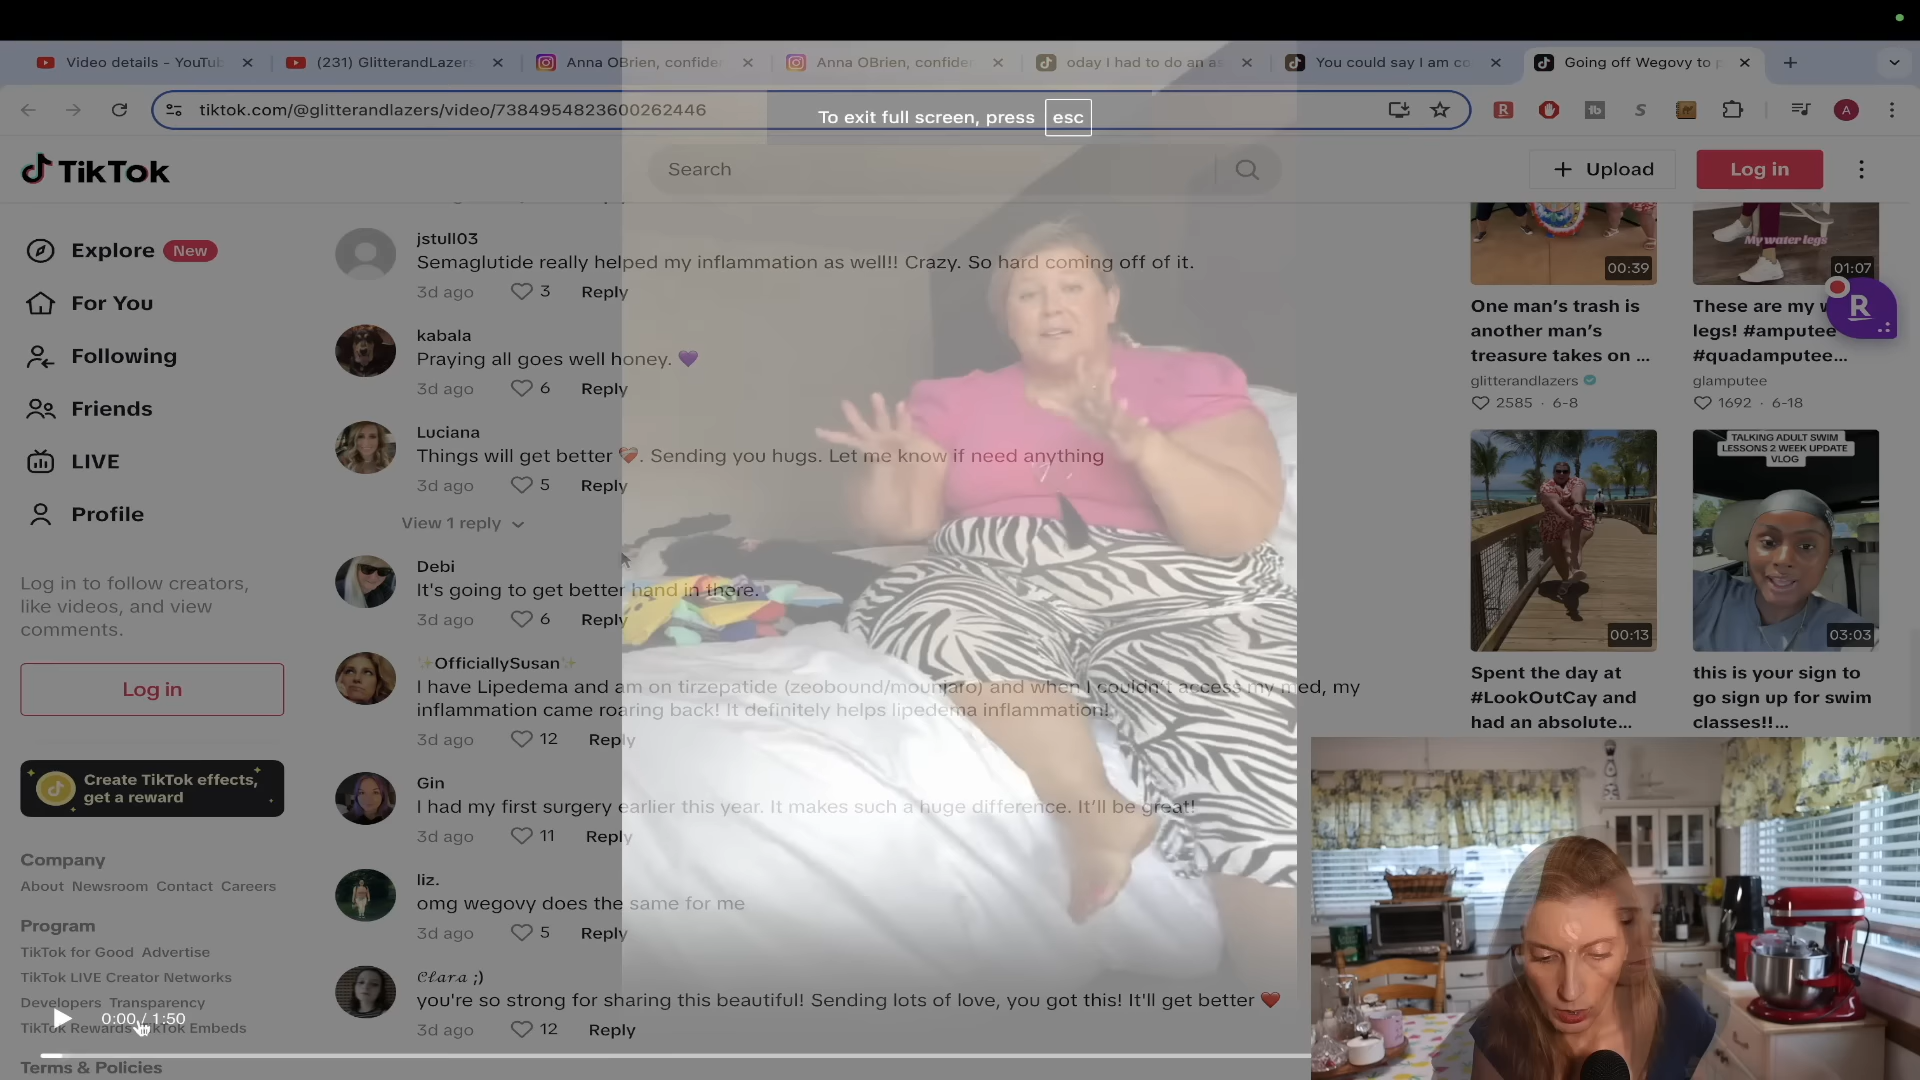 Video details - YouTub
(231) GlitterandLazers
Anna OBrien, confide
Anna OBrien, confide
oday I had to do an as
You could say I am co
Going off Wegovy to p
tiktok.com/@glitterandlazers/video/7384954823600262446
To exit full screen, press esc
TikTok
Search
Upload
Log in
Explore New
For You
Following
Friends
LIVE
Profile
Log in to follow creators,
like videos, and view
comments.
Log in
Create TikTok effects,
get a reward
Company
About Newsroom Contact Careers
Program
TikTok for Good Advertise
TikTok LIVE Creator Networks
Developers Transparency
TikTok Rewards TikTok Embeds
Terms & Policies
0:00 / 1:50
jstull03
Semaglutide really helped my inflammation as well!! Crazy. So hard coming off of it.
3d ago 3 Reply
kabala
Praying all goes well honey. 💜
3d ago 6 Reply
Luciana
Things will get better ❤️‍🩹. Sending you hugs. Let me know if need anything
3d ago 5 Reply
View 1 reply
Debi
It's going to get better hand in there.
3d ago 6 Reply
✨OfficiallySusan✨
I have Lipedema and am on tirzepatide (zeobound/mounjaro) and when I couldn't access my med, my
inflammation came roaring back! It definitely helps lipedema inflammation!
3d ago 12 Reply
Gin
I had my first surgery earlier this year. It makes such a huge difference. It'll be great!
3d ago 11 Reply
liz.
omg wegovy does the same for me
3d ago 5 Reply
𝒞𝓁𝒶𝓇𝒶 ;)
you're so strong for sharing this beautiful! Sending lots of love, you got this! It'll get better ❤️
3d ago 12 Reply
00:39
One man's trash is
another man's
treasure takes on ...
glitterandlazers
2585 · 6-8
My water legs
01:07
These are my w
legs! #amputee
#quadamputee...
glamputee
1692 · 6-18
R
00:13
Spent the day at
#LookOutCay and
had an absolute...
TALKING ADULT SWIM
LESSONS 2 WEEK UPDATE
VLOG
03:03
this is your sign to
go sign up for swim
classes!!...